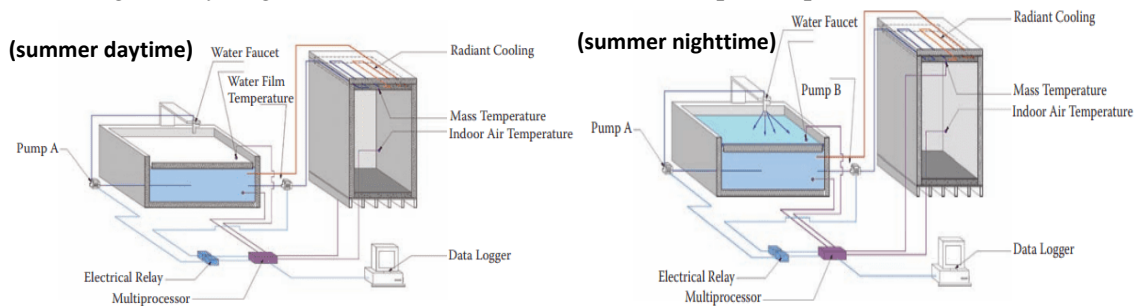 (summer daytime)
Water Faucet
Radiant Cooling
Water Film
Temperature
Mass Temperature
Indoor Air Temperature
Pump A
Data Logger
Electrical Relay
Multiprocessor
(summer nighttime)
Water Faucet
Radiant Cooling
Pump B
Mass Temperature
Indoor Air Temperature
Pump A
Data Logger
Electrical Relay
Multiprocessor